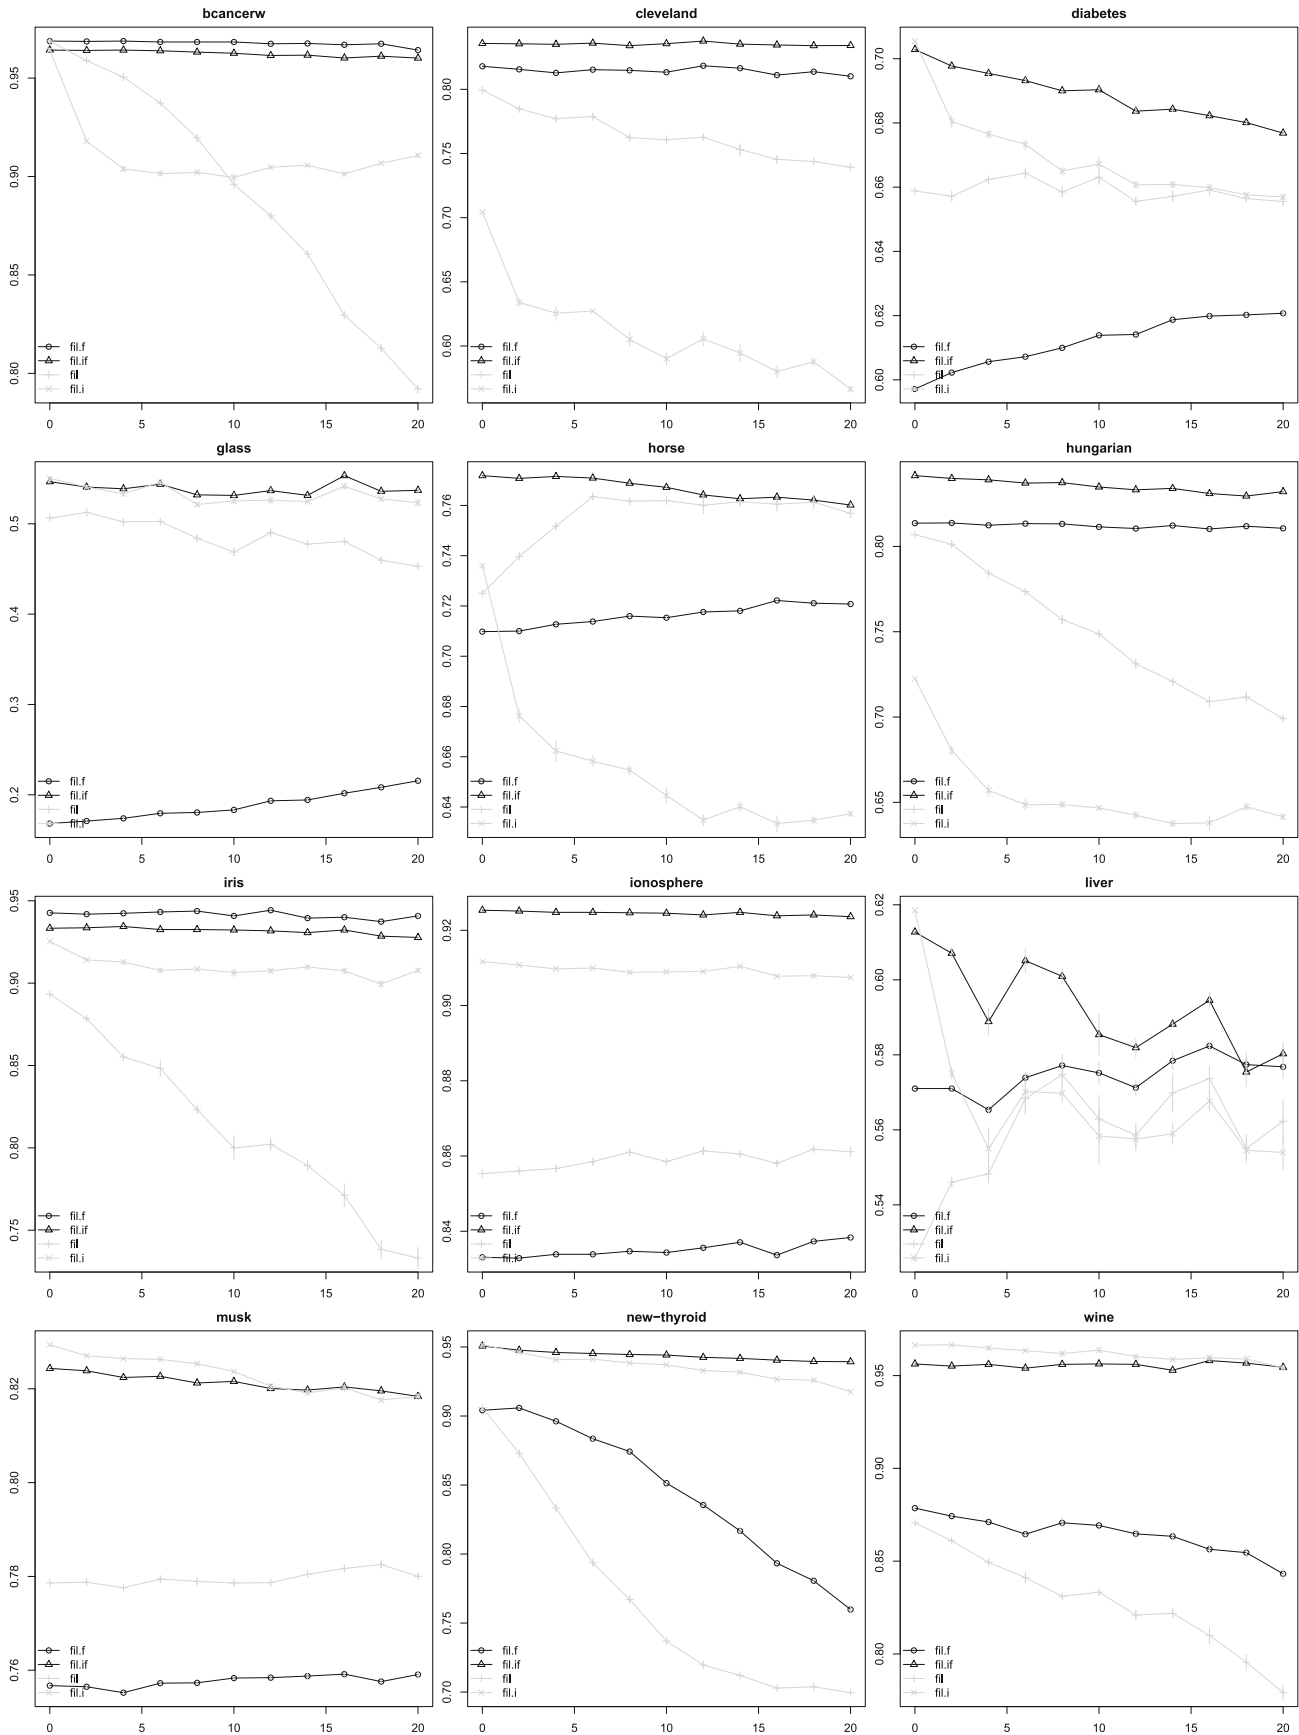 bcancerw
0.95
0.90
0.85
0.80
fil.f
fil.if
fil
fil.i
0 5 10 15 20
cleveland
0.80
0.75
0.70
0.65
0.60
fil.f
fil.if
fil
fil.i
0 5 10 15 20
diabetes
0.70
0.68
0.66
0.64
0.62
0.60
fil.f
fil.if
fil
fil.i
0 5 10 15 20
glass
0.5
0.4
0.3
0.2
fil.f
fil.if
fil
fil.i
0 5 10 15 20
horse
0.76
0.74
0.72
0.70
0.68
0.66
0.64
fil.f
fil.if
fil
fil.i
0 5 10 15 20
hungarian
0.80
0.75
0.70
0.65
fil.f
fil.if
fil
fil.i
0 5 10 15 20
iris
0.95
0.90
0.85
0.80
0.75
fil.f
fil.if
fil
fil.i
0 5 10 15 20
ionosphere
0.92
0.90
0.88
0.86
0.84
fil.f
fil.if
fil
fil.i
0 5 10 15 20
liver
0.62
0.60
0.58
0.56
0.54
fil.f
fil.if
fil
fil.i
0 5 10 15 20
musk
0.82
0.80
0.78
0.76
fil.f
fil.if
fil
fil.i
0 5 10 15 20
new−thyroid
0.95
0.90
0.85
0.80
0.75
0.70
fil.f
fil.if
fil
fil.i
0 5 10 15 20
wine
0.95
0.90
0.85
0.80
fil.f
fil.if
fil
fil.i
0 5 10 15 20